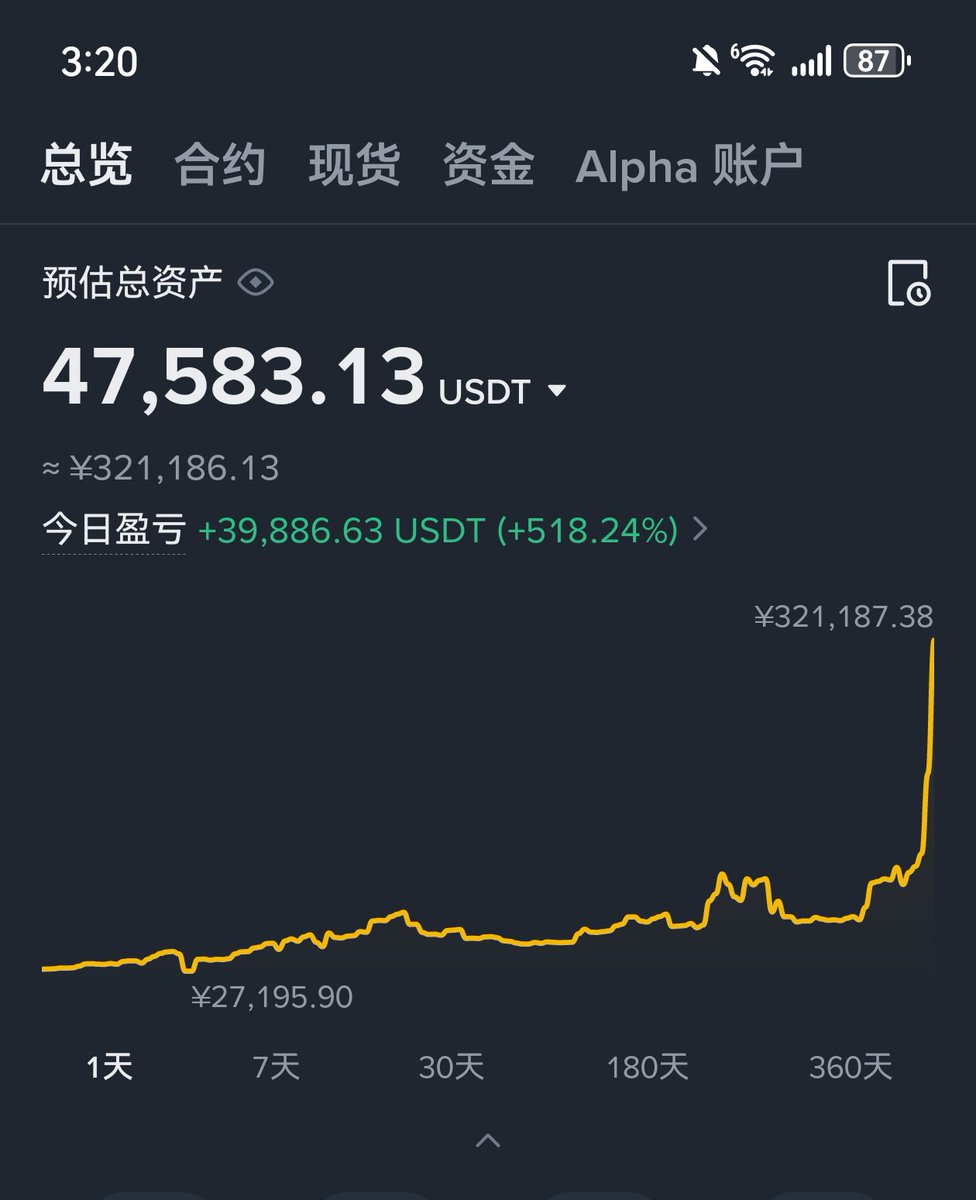 3:20 6 87
总览 合约 现货 资金 Alpha 账户
预估总资产
47,583.13 USDT
≈ ¥321,186.13
今日盈亏 +39,886.63 USDT (+518.24%)
¥321,187.38
¥27,195.90
1天 7天 30天 180天 360天